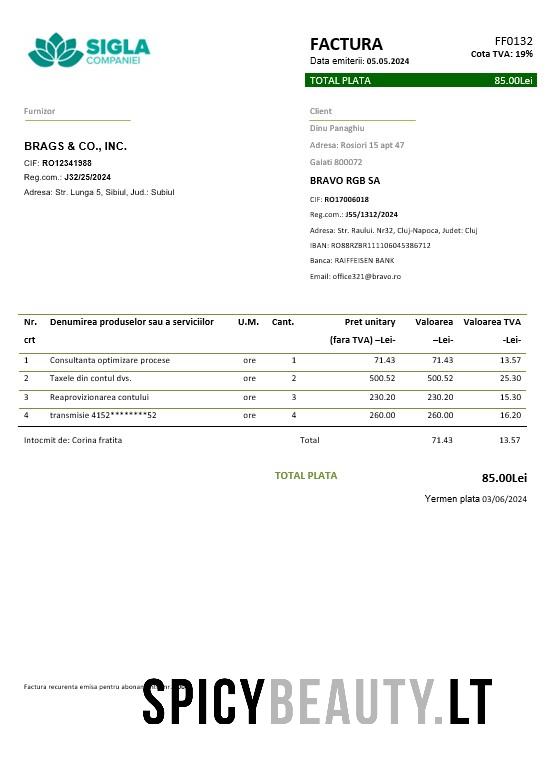 SIGLA
COMPANIEI
FACTURA
FF0132
Data emiterii: 05.05.2024
Cota TVA: 19%
TOTAL PLATA 85.00Lei
Furnizor
BRAGS & CO., INC.
CIF: RO12341988
Reg.com.: J32/25/2024
Adresa: Str. Lunga 5, Sibiul, Jud.: Subiul
Client
Dinu Panaghiu
Adresa: Rosiori 15 apt 47
Galati 800072
BRAVO RGB SA
CIF: RO17006018
Reg.com.: J55/1312/2024
Adresa: Str. Raului. Nr32, Cluj-Napoca, Judet: Cluj
IBAN: RO88RZBR111106045386712
Banca: RAIFFEISEN BANK
Email: office321@bravo.ro
Nr. Denumirea produselor sau a serviciilor U.M. Cant. Pret unitary Valoarea Valoarea TVA
crt (fara TVA) –Lei- –Lei- -Lei-
1 Consultanta optimizare procese ore 1 71.43 71.43 13.57
2 Taxele din contul dvs. ore 2 500.52 500.52 25.30
3 Reaprovizionarea contului ore 3 230.20 230.20 15.30
4 transmisie 4152********52 ore 4 260.00 260.00 16.20
Intocmit de: Corina fratita Total 71.43 13.57
TOTAL PLATA 85.00Lei
Yermen plata 03/06/2024
Factura recurenta emisa pentru
SPICYBEAUTY.LT